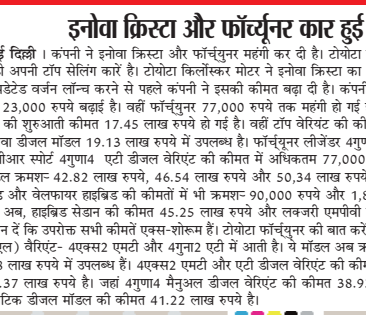 इनोवा क्रिस्टा और फॉर्च्यूनर कार हुई
ई दिल्ली । कंपनी ने इनोवा क्रिस्टा और फॉर्च्युनर महंगी कर दी है। टोयोटा
अपनी टॉप सेलिंग कारें है। टोयोटा किर्लोस्कर मोटर ने इनोवा क्रिस्टा का
पडेटेड वर्जन लॉन्च करने से पहले कंपनी ने इसकी कीमत बढ़ा दी है। कंपनी
23,000 रुपये बढ़ाई है। वहीं फॉर्च्युनर 77,000 रुपये तक महंगी हो गई
की शुरुआती कीमत 17.45 लाख रुपये हो गई है। वहीं टॉप वेरियंट की की
वा डीजल मॉडल 19.13 लाख रुपये में उपलब्ध है। फॉर्च्यूनर लीजेंडर 4गुण
ीआर स्पोर्ट 4गुणा4 एटी डीजल वेरिएंट की कीमत में अधिकतम 77,000
ल क्रमशः 42.82 लाख रुपये, 46.54 लाख रुपये और 50,34 लाख रुपये
ड और वेलफायर हाइब्रिड की कीमतों में भी क्रमशः 90,000 रुपये और 1,8
अब, हाइब्रिड सेडान की कीमत 45.25 लाख रुपये और लक्जरी एमपीवी
न दें कि उपरोक्त सभी कीमतें एक्स-शोरूम हैं। टोयोटा फॉर्च्युनर की बात करें
एल) वैरिएंट- 4एक्स2 एमटी और 4गुना2 एटी में आती है। ये मॉडल अब क्र
लाख रुपये में उपलब्ध हैं। 4एक्स2 एमटी और एटी डीजल वेरिएंट की कीम
.37 लाख रुपये है। जहां 4गुणा4 मैनुअल डीजल वेरिएंट की कीमत 38.9
टिक डीजल मॉडल की कीमत 41.22 लाख रुपये है।